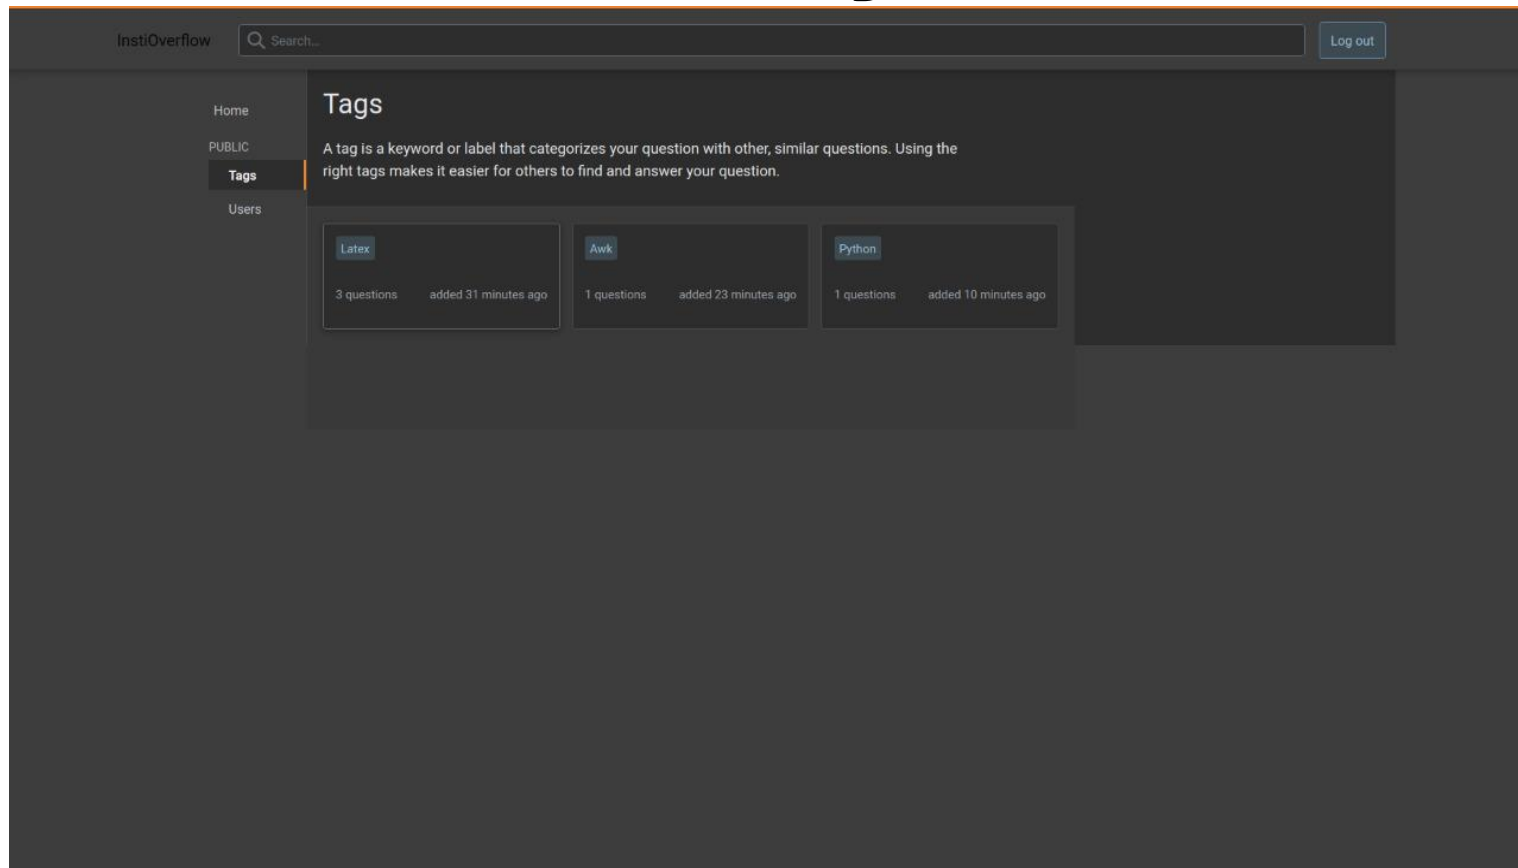 InstiOverflow
Search...
Log out
Home
PUBLIC
Tags
Users
Tags
A tag is a keyword or label that categorizes your question with other, similar questions. Using the
right tags makes it easier for others to find and answer your question.
Latex
3 questions added 31 minutes ago
Awk
1 questions added 23 minutes ago
Python
1 questions added 10 minutes ago